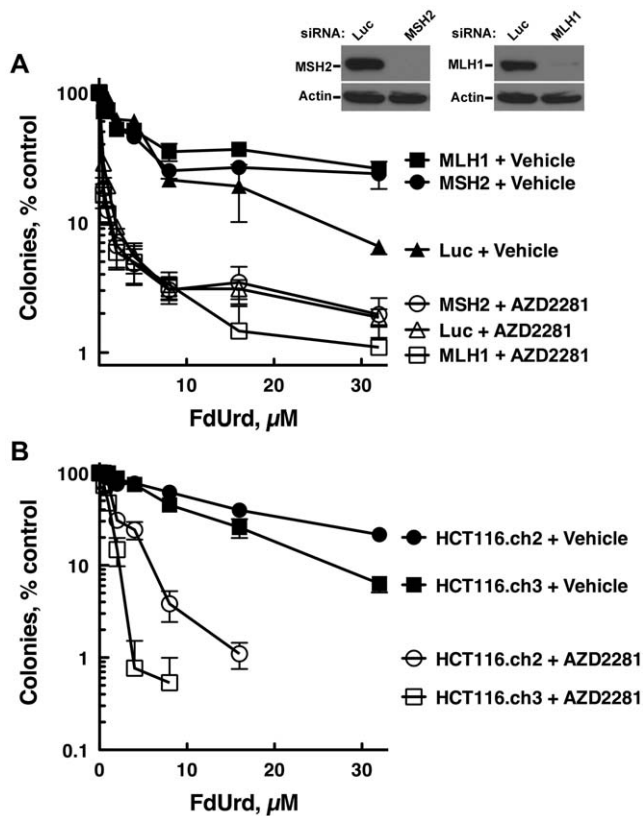 siRNA: Luc MSH2 siRNA: Luc MLH1
A
MSH2 MLH1
Actin Actin
100
10
1
Colonies, % control
MLH1 + Vehicle
MSH2 + Vehicle
Luc + Vehicle
MSH2 + AZD2281
Luc + AZD2281
MLH1 + AZD2281
0 10 20 30
FdUrd, µM
B
100
10
1
0.1
Colonies, % control
HCT116.ch2 + Vehicle
HCT116.ch3 + Vehicle
HCT116.ch2 + AZD2281
HCT116.ch3 + AZD2281
0 10 20 30
FdUrd, µM